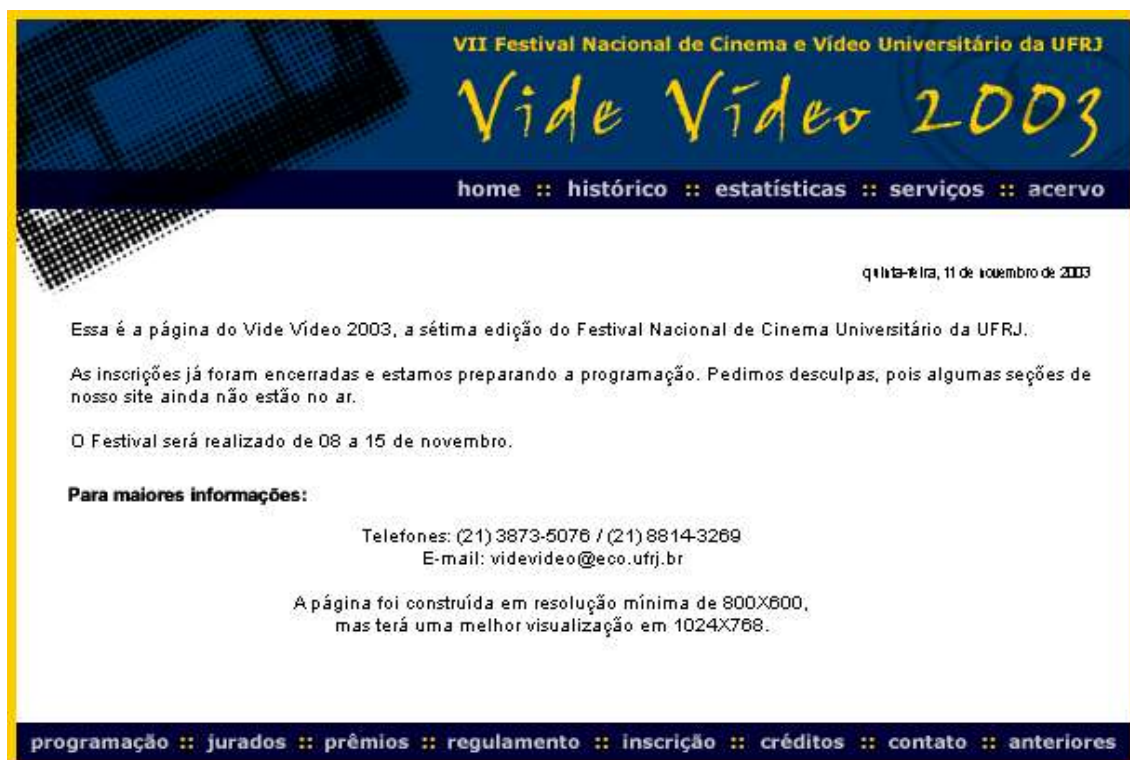 VII Festival Nacional de Cinema e Vídeo Universitário da UFRJ
Vide Vídeo 2003
home :: histórico :: estatísticas :: serviços :: acervo
quinta-feira, 11 de novembro de 2003
Essa é a página do Vide Vídeo 2003, a sétima edição do Festival Nacional de Cinema Universitário da UFRJ.
As inscrições já foram encerradas e estamos preparando a programação. Pedimos desculpas, pois algumas seções de
nosso site ainda não estão no ar.
O Festival será realizado de 08 a 15 de novembro.
Para maiores informações:
Telefones: (21) 3873-5076 / (21) 8814-3269
E-mail: videvideo@eco.ufrj.br
A página foi construída em resolução mínima de 800X600,
mas terá uma melhor visualização em 1024X768.
programação :: jurados :: prêmios :: regulamento :: inscrição :: créditos :: contato :: anteriores